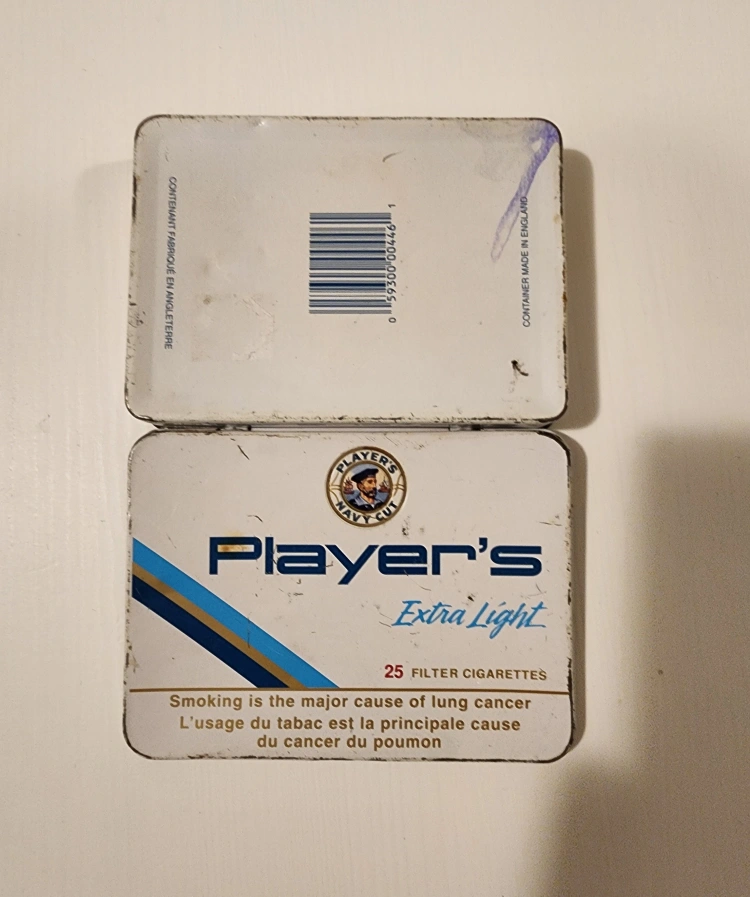 CONTENANT FABRIQUÉ EN ANGLETERRE
0 59300 00446 1
CONTAINER MADE IN ENGLAND
PLAYER'S
NAVY CUT
Player's
Extra Light
25 FILTER CIGARETTES
Smoking is the major cause of lung cancer
L'usage du tabac est la principale cause
du cancer du poumon